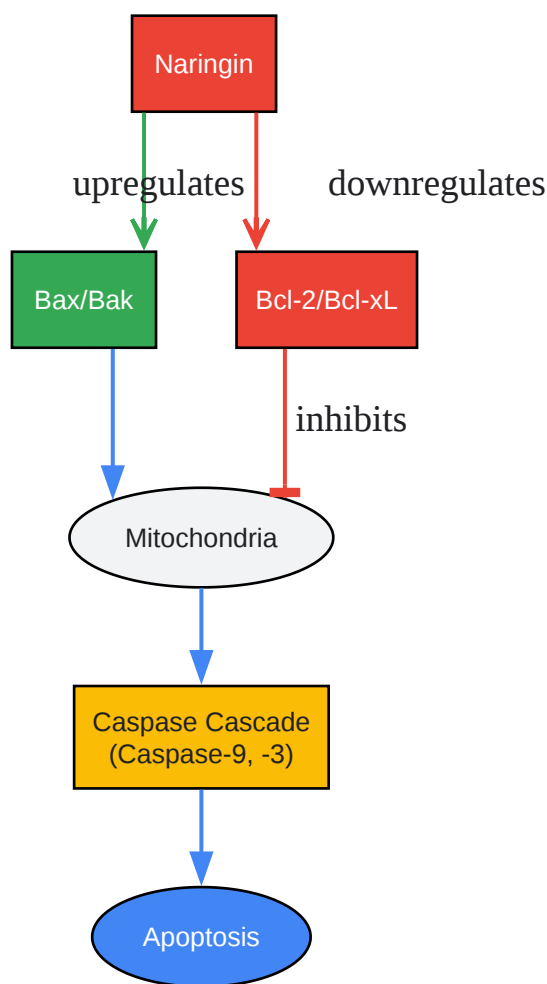 Naringin
upregulates
downregulates
Bax/Bak
Bcl-2/Bcl-xL
inhibits
Mitochondria
Caspase Cascade
(Caspase-9, -3)
Apoptosis